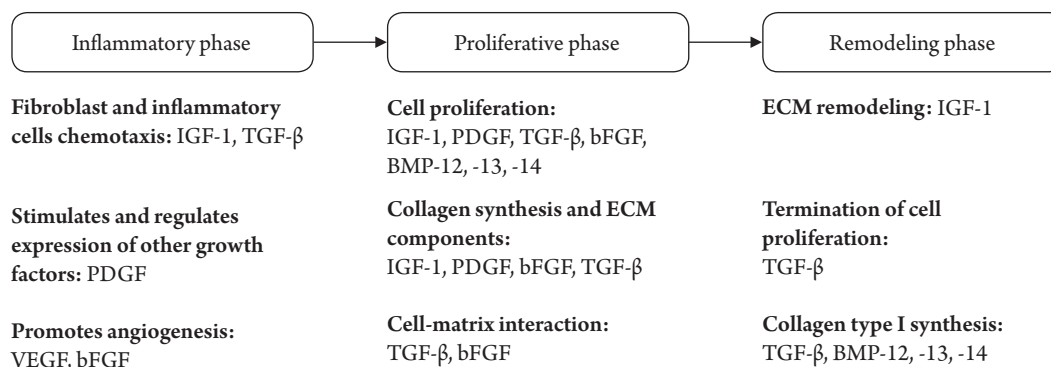 Inflammatory phase
Proliferative phase
Remodeling phase
Fibroblast and inflammatory
cells chemotaxis: IGF-1, TGF-β
Stimulates and regulates
expression of other growth
factors: PDGF
Promotes angiogenesis:
VEGF, bFGF
Cell proliferation:
IGF-1, PDGF, TGF-β, bFGF,
BMP-12, -13, -14
Collagen synthesis and ECM
components:
IGF-1, PDGF, bFGF, TGF-β
Cell-matrix interaction:
TGF-β, bFGF
ECM remodeling: IGF-1
Termination of cell
proliferation:
TGF-β
Collagen type I synthesis:
TGF-β, BMP-12, -13, -14